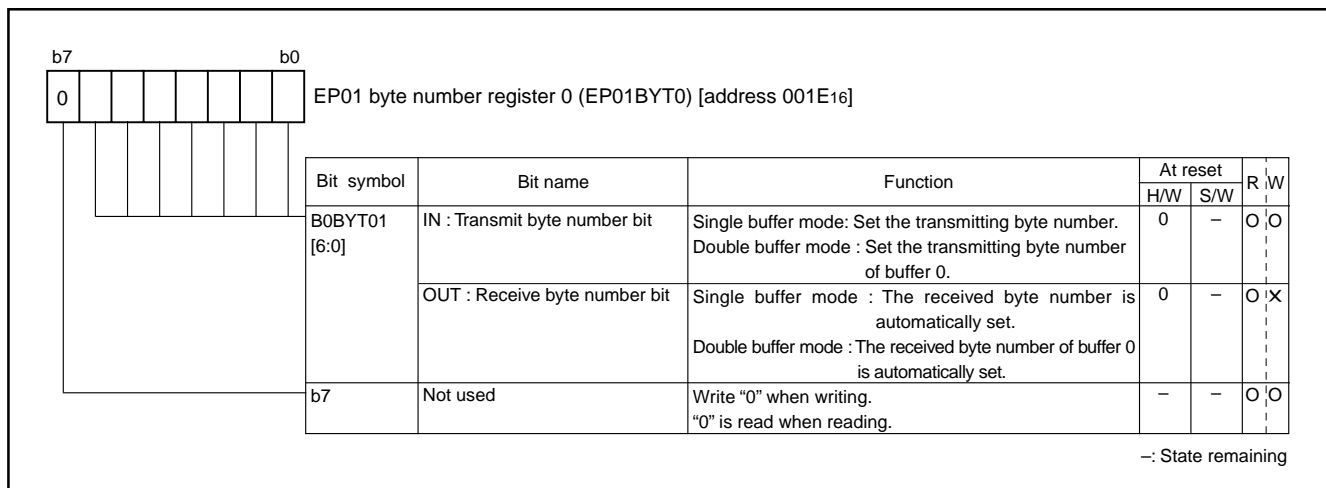 b7 b0
0 EP01 byte number register 0 (EP01BYT0) [address 001E16]
Bit symbol Bit name Function At reset R W
H/W S/W
B0BYT01 IN : Transmit byte number bit Single buffer mode: Set the transmitting byte number. 0 – O O
[6:0] Double buffer mode : Set the transmitting byte number
of buffer 0.
OUT : Receive byte number bit Single buffer mode : The received byte number is 0 – O ×
automatically set.
Double buffer mode : The received byte number of buffer 0
is automatically set.
b7 Not used Write “0” when writing. – – O O
“0” is read when reading.
–: State remaining